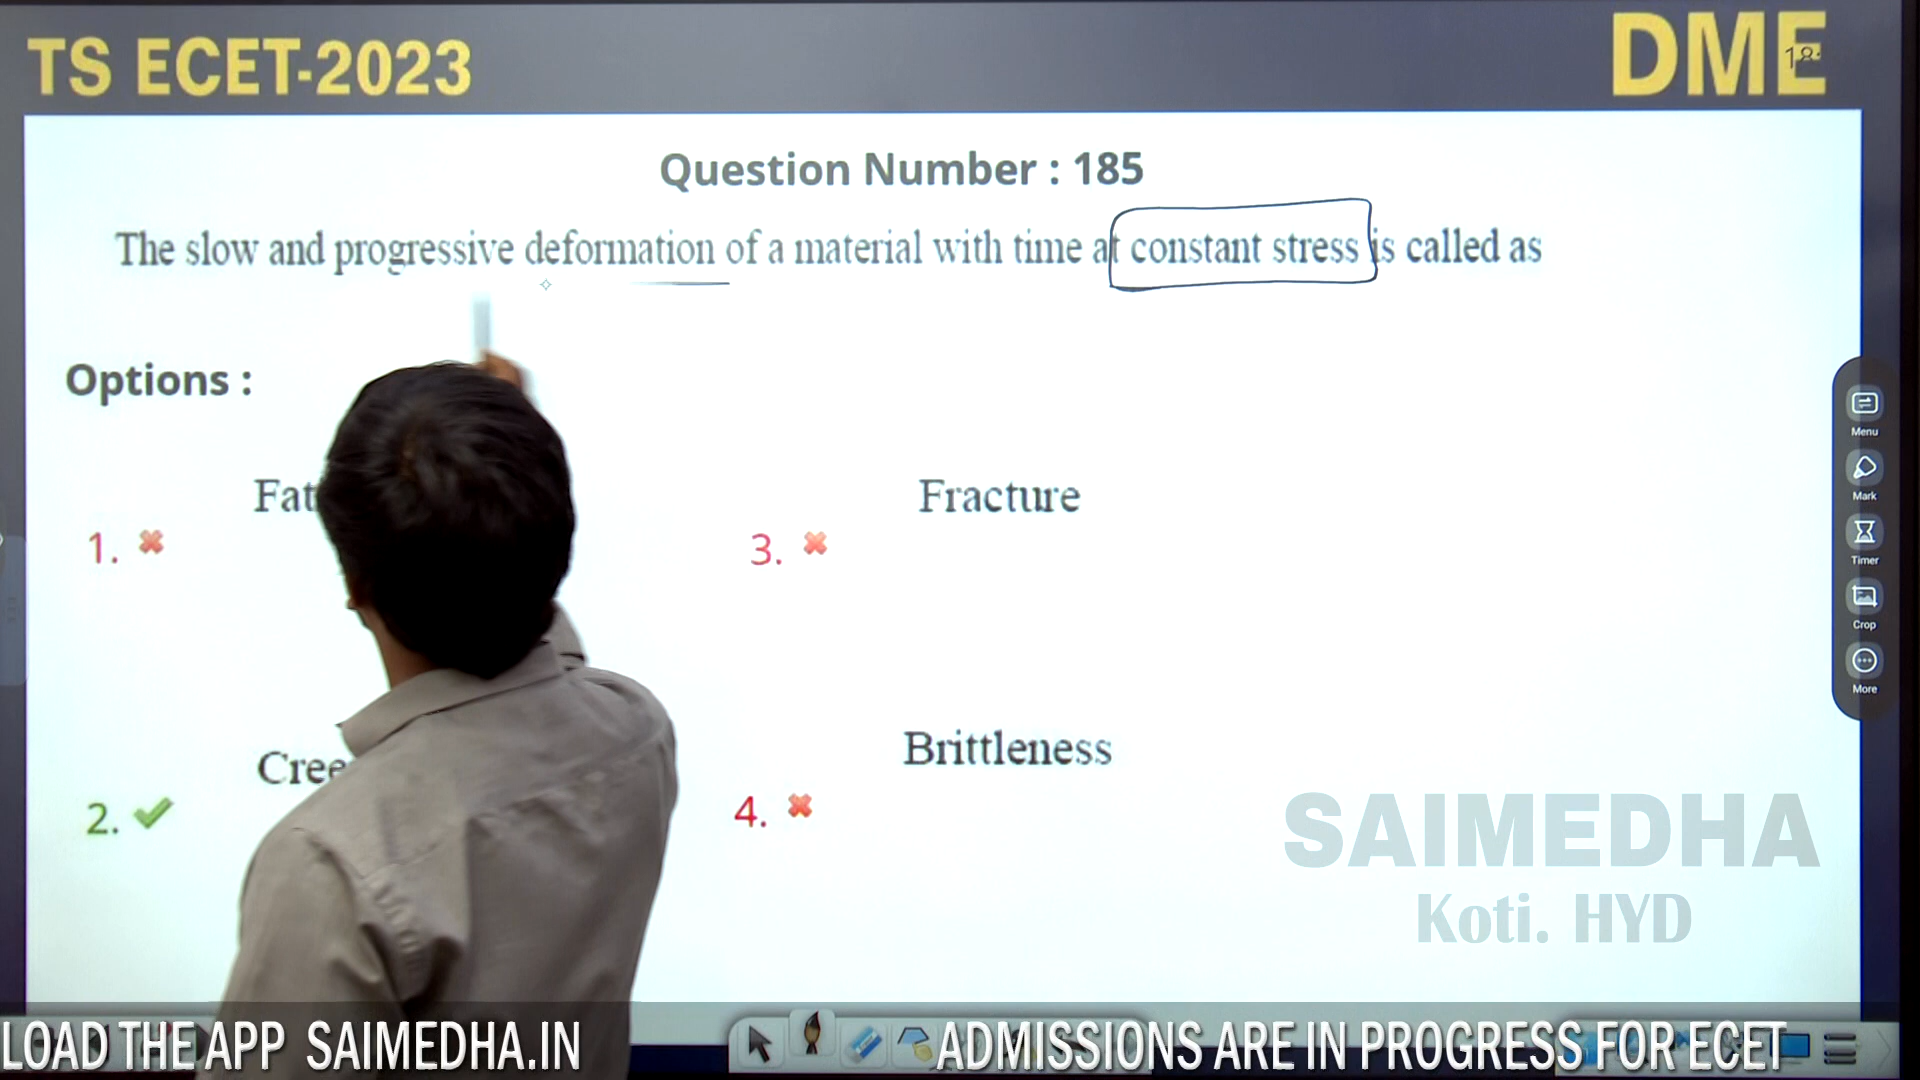 TS ECET-2023
DME
Question Number : 185
The slow and progressive deformation of a material with time at constant stress is called as
Options :
Fracture
1.
3.
Brittleness
2.
4.
SAIMEDHA
Koti. HYD
Menu
Mark
Timer
Crop
More
LOAD THE APP SAIMEDHA.IN
ADMISSIONS ARE IN PROGRESS FOR ECET